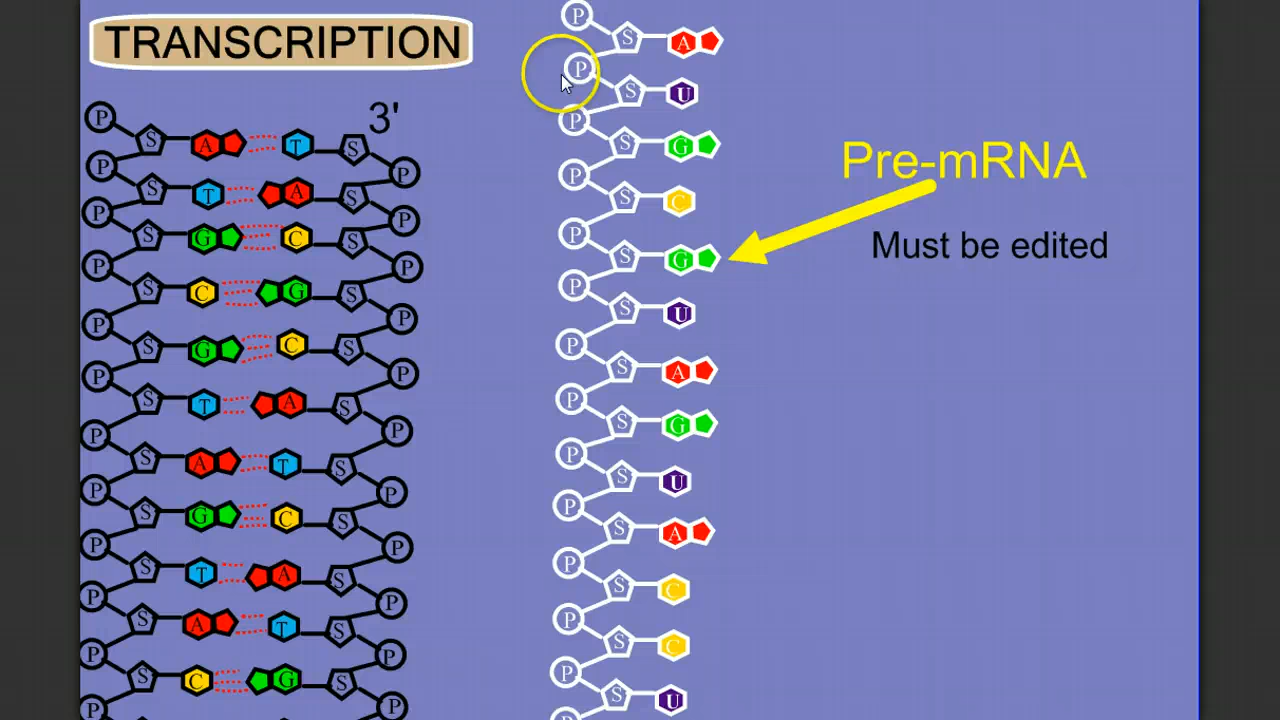 TRANSCRIPTION
3'
Pre-mRNA
Must be edited
P
S A T S
P P
S T A S
P P
S G C S
P P
S C G S
P P
S G C S
P P
S T A S
P P
S A T S
P P
S G C S
P P
S T A S
P P
S A T S
P P
S C G S
P P
P
S A
P
S U
P
S G
P
S C
P
S G
P
S U
P
S A
P
S G
P
S U
P
S A
P
S C
P
S C
P
S U
P